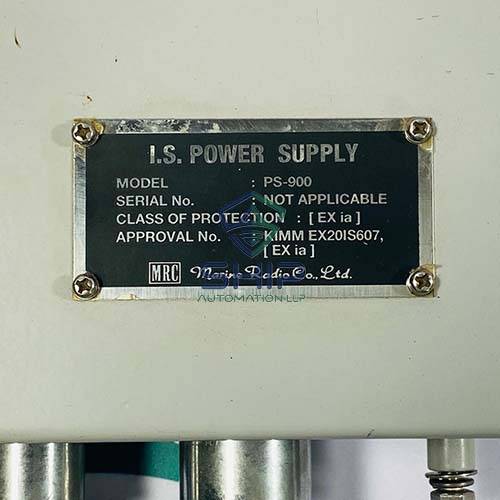 I.S. POWER SUPPLY
MODEL : PS-900
SERIAL No. : NOT APPLICABLE
CLASS OF PROTECTION : [ EX ia ]
APPROVAL No. : KIMM EX20IS607,
[ EX ia ]
MRC Marine Radio Co., Ltd.
SHIP
AUTOMATION LLP